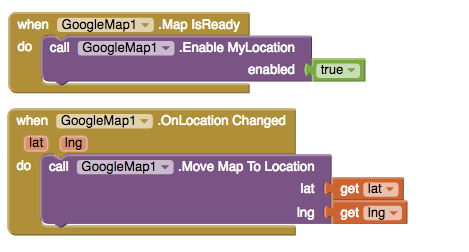 when GoogleMap1 .Map IsReady
do call GoogleMap1 .Enable MyLocation
enabled true
when GoogleMap1 .OnLocation Changed
lat lng
do call GoogleMap1 .Move Map To Location
lat get lat
lng get lng